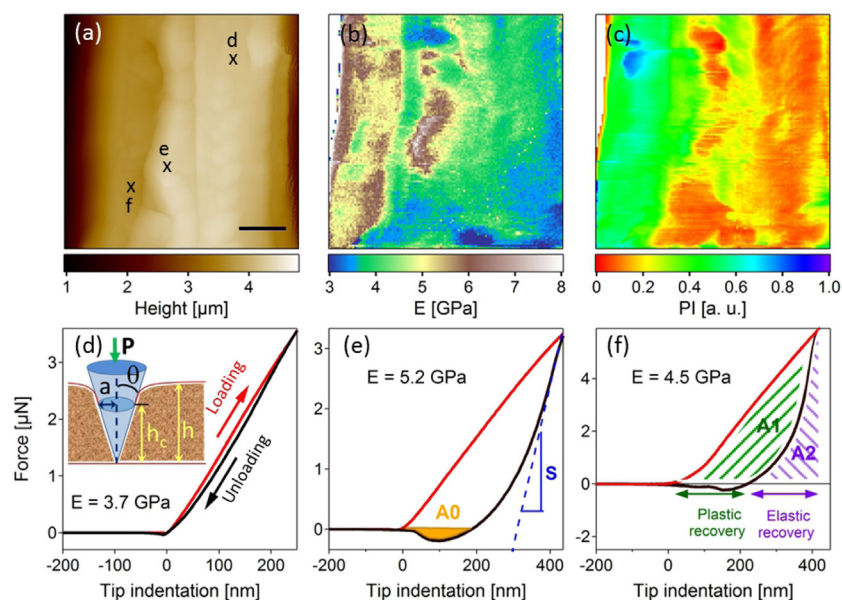 (a)
d
x
e
x
x
f
(b)
(c)
1 2 3 4
Height [µm]
3 4 5 6 7 8
E [GPa]
0.0 0.2 0.4 0.6 0.8 1.0
PI [a. u.]
(d)
P
θ
a
h
hc
Loading
Unloading
E = 3.7 GPa
3
2
1
0
Force [µN]
-200 -100 0 100 200
Tip indentation [nm]
(e)
E = 5.2 GPa
S
A0
3
2
1
0
-200 0 200 400
Tip indentation [nm]
(f)
E = 4.5 GPa
A1
A2
Plastic
recovery
Elastic
recovery
4
2
0
-2
-200 0 200 400
Tip indentation [nm]